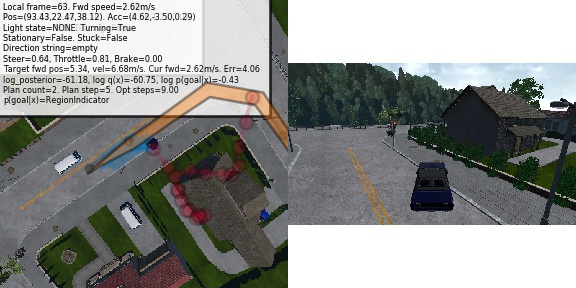 Local frame=63. Fwd speed=2.62m/s
Pos=(93.43,22.47,38.12). Acc=(4.62,-3.50,0.29)
Light state=NONE. Turning=True
Stationary=False. Stuck=False
Direction string=empty
Steer=0.64, Throttle=0.81, Brake=0.00
Target fwd pos=5.34, vel=6.68m/s. Cur fwd=2.62m/s. Err=4.06
log_posterior=-61.18, log q(x)=-60.75, log p(goal|x)=-0.43
Plan count=2. Plan step=5. Opt steps=9.00
p(goal|x)=RegionIndicator